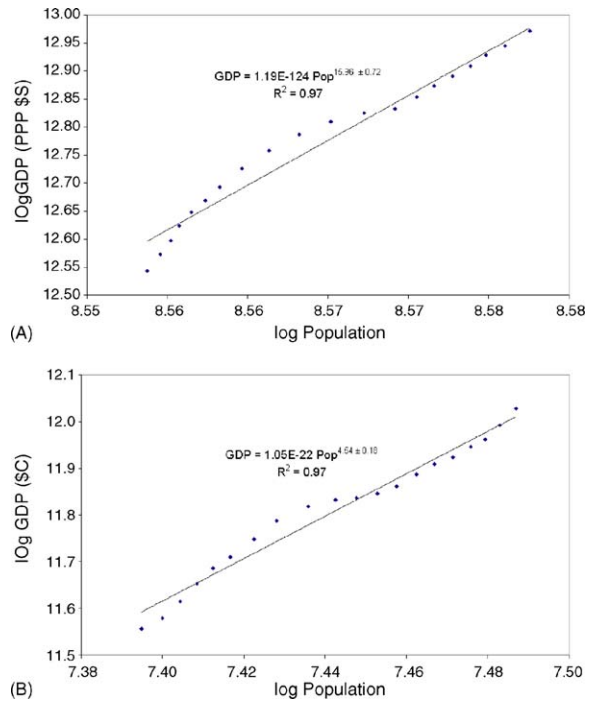 13.00
12.95
12.90
12.85
12.80
12.75
12.70
12.65
12.60
12.55
12.50
lOgGDP (PPP $S)
GDP = 1.19E-124 Pop15.96 ±0.72
R2 = 0.97
8.55 8.56 8.56 8.57 8.57 8.58 8.58
(A) log Population
12.1
12.0
11.9
11.8
11.7
11.6
11.5
lOg GDP ($C)
GDP = 1.05E-22 Pop4.54 ± 0.18
R2 = 0.97
7.38 7.40 7.42 7.44 7.46 7.48 7.50
(B) log Population